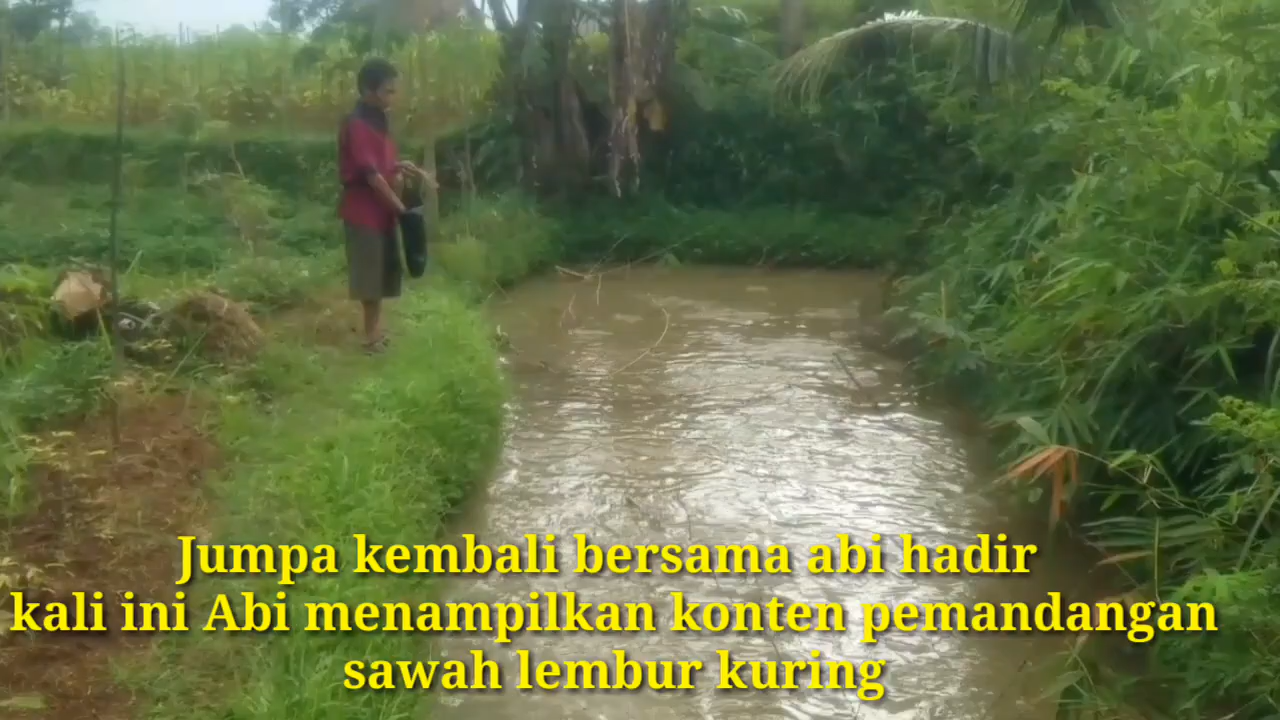 Jumpa kembali bersama abi hadir
kali ini Abi menampilkan konten pemandangan
sawah lembur kuring